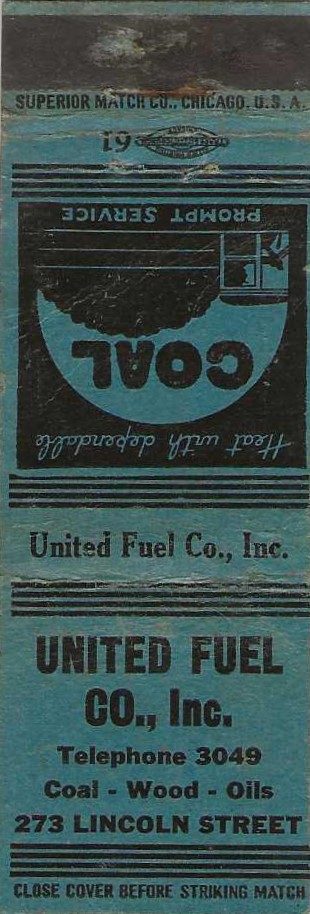 SUPERIOR MATCH CO., CHICAGO. U.S.A.
61
PROMPT SERVICE
COAL
Heat with dependable
United Fuel Co., Inc.
UNITED FUEL
CO., Inc.
Telephone 3049
Coal - Wood - Oils
273 LINCOLN STREET
CLOSE COVER BEFORE STRIKING MATCH